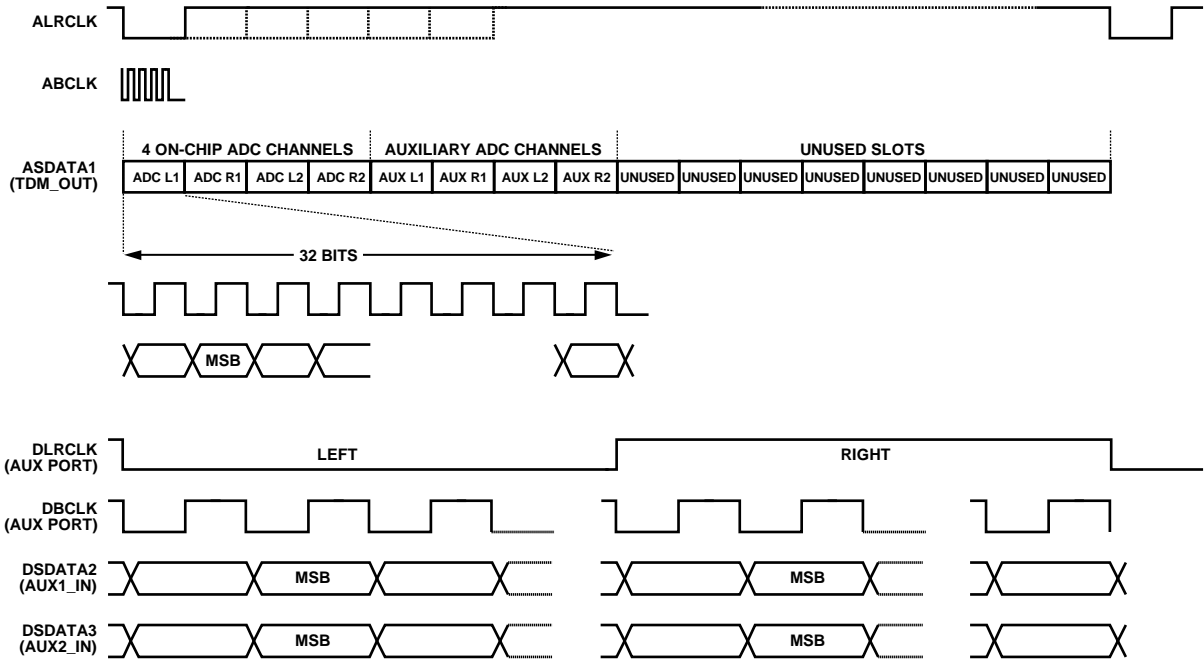 ALRCLK
ABCLK
4 ON-CHIP ADC CHANNELS AUXILIARY ADC CHANNELS UNUSED SLOTS
ASDATA1
(TDM_OUT)
ADC L1 ADC R1 ADC L2 ADC R2 AUX L1 AUX R1 AUX L2 AUX R2 UNUSED UNUSED UNUSED UNUSED UNUSED UNUSED UNUSED UNUSED
32 BITS
MSB
DLRCLK
(AUX PORT)
LEFT RIGHT
DBCLK
(AUX PORT)
DSDATA2
(AUX1_IN)
MSB MSB
DSDATA3
(AUX2_IN)
MSB MSB